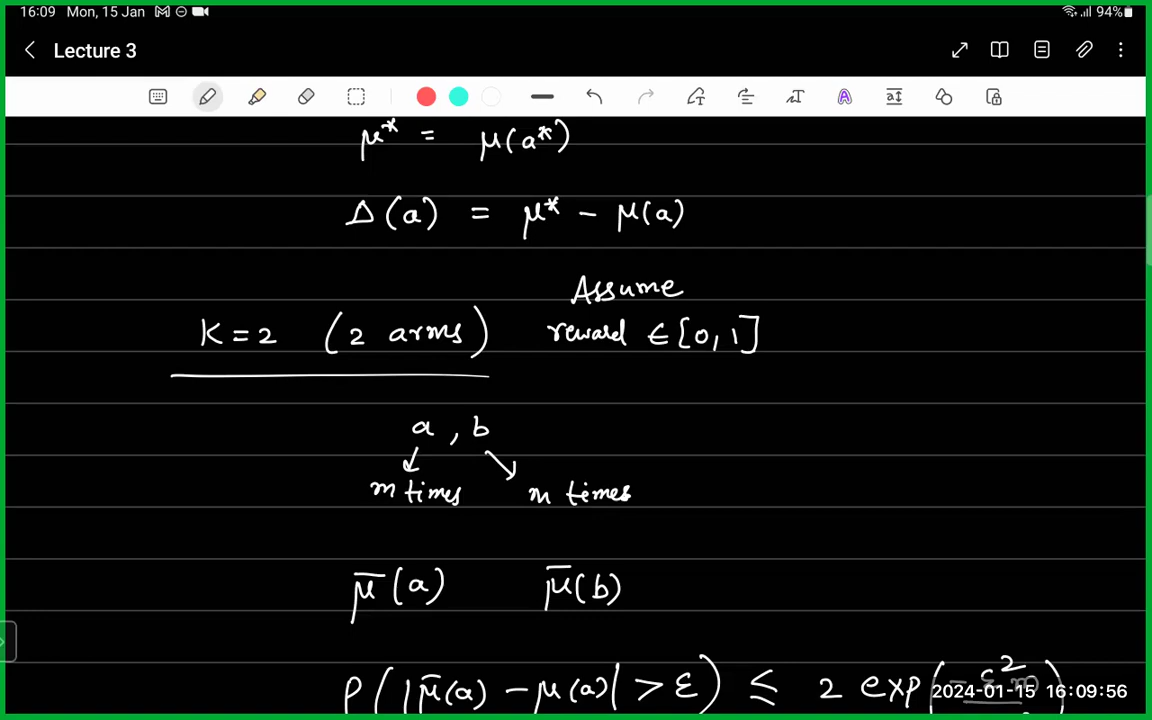 16:09 Mon, 15 Jan 94%
Lecture 3
μ* = μ(a*)
Δ(a) = μ* - μ(a)
Assume
K=2 (2 arms) reward ∈ [0,1]
a , b
m times m times
μ̄(a) μ̄(b)
P(|μ̄(a) - μ(a)| > ε) ≤ 2 exp(-ε²m)
2024-01-15 16:09:56